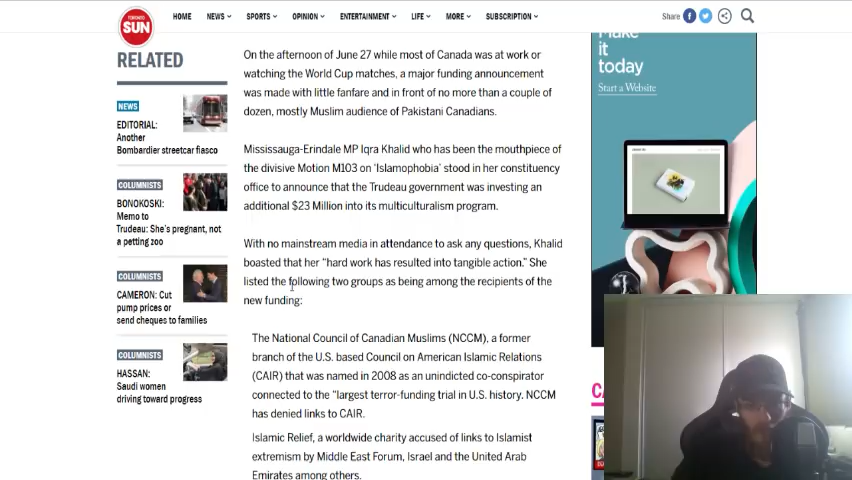 TORONTO
SUN
HOME NEWS SPORTS OPINION ENTERTAINMENT LIFE MORE SUBSCRIPTION Share
RELATED
NEWS
EDITORIAL:
Another
Bombardier streetcar fiasco
COLUMNISTS
BONOKOSKI:
Memo to
Trudeau: She's pregnant, not
a petting zoo
COLUMNISTS
CAMERON: Cut
pump prices or
send cheques to families
COLUMNISTS
HASSAN:
Saudi women
driving toward progress
On the afternoon of June 27 while most of Canada was at work or
watching the World Cup matches, a major funding announcement
was made with little fanfare and in front of no more than a couple of
dozen, mostly Muslim audience of Pakistani Canadians.
Mississauga-Erindale MP Iqra Khalid who has been the mouthpiece of
the divisive Motion M103 on 'Islamophobia' stood in her constituency
office to announce that the Trudeau government was investing an
additional $23 Million into its multiculturalism program.
With no mainstream media in attendance to ask any questions, Khalid
boasted that her "hard work has resulted into tangible action." She
listed the following two groups as being among the recipients of the
new funding:
The National Council of Canadian Muslims (NCCM), a former
branch of the U.S. based Council on American Islamic Relations
(CAIR) that was named in 2008 as an unindicted co-conspirator
connected to the "largest terror-funding trial in U.S. history. NCCM
has denied links to CAIR.
Islamic Relief, a worldwide charity accused of links to Islamist
extremism by Middle East Forum, Israel and the United Arab
Emirates among others.
Make
it
today
Start a Website